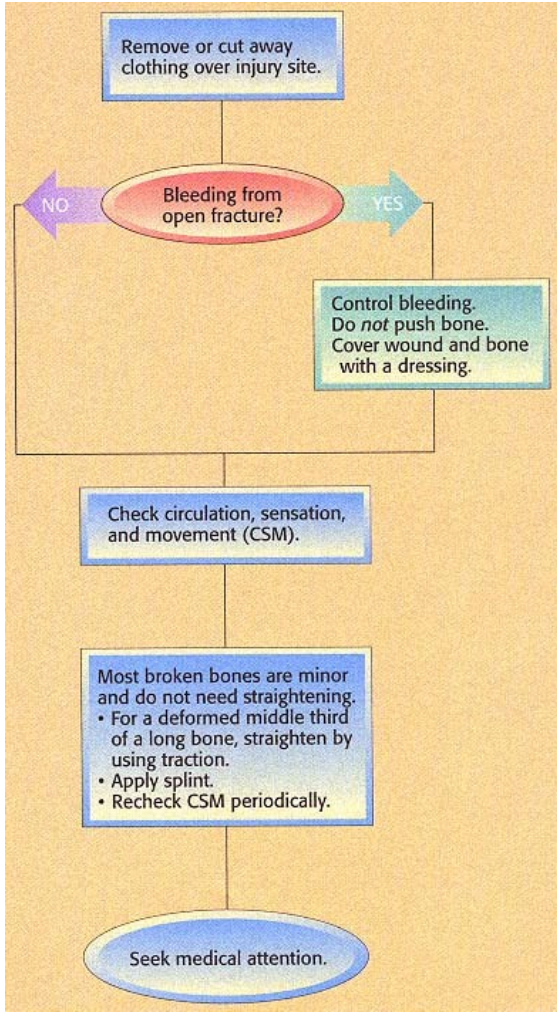 Remove or cut away
clothing over injury site.
Bleeding from
open fracture?
NO
YES
Control bleeding.
Do not push bone.
Cover wound and bone
with a dressing.
Check circulation, sensation,
and movement (CSM).
Most broken bones are minor
and do not need straightening.
• For a deformed middle third
of a long bone, straighten by
using traction.
• Apply splint.
• Recheck CSM periodically.
Seek medical attention.